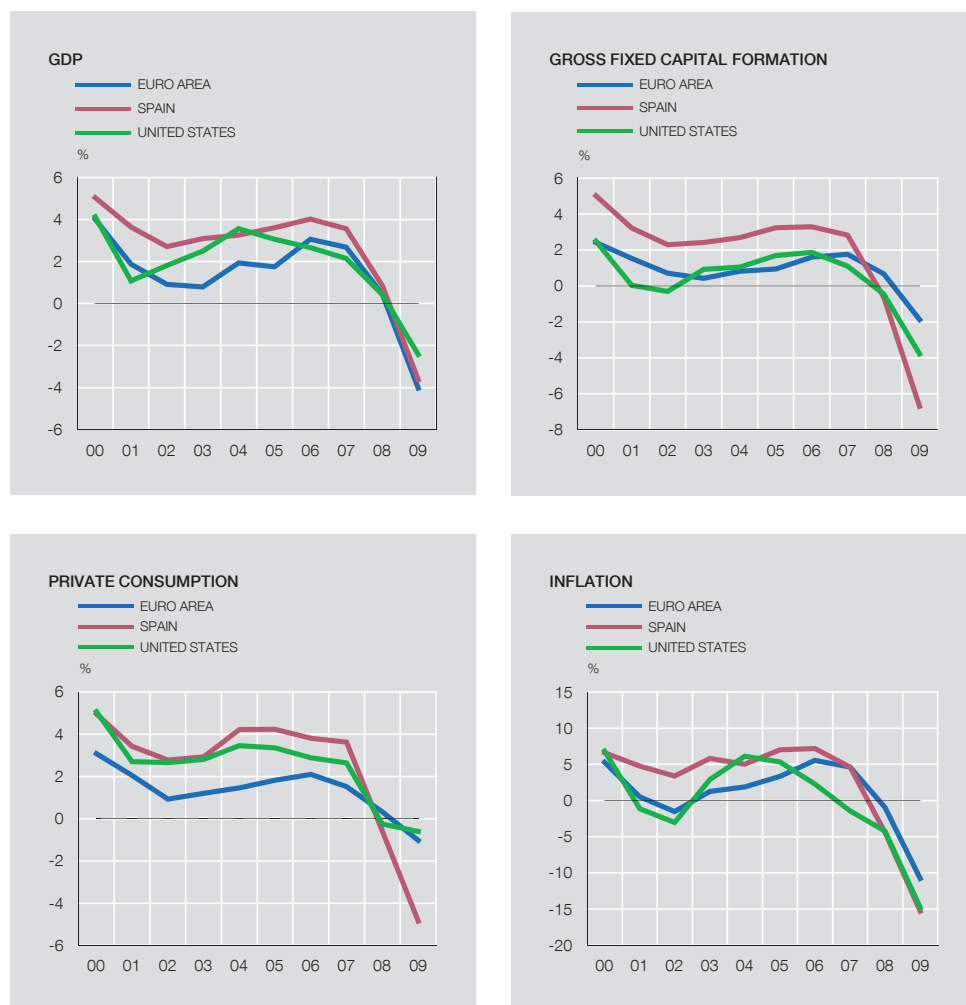 GDP
EURO AREA
SPAIN
UNITED STATES
%
6
4
2
0
-2
-4
-6
00 01 02 03 04 05 06 07 08 09
GROSS FIXED CAPITAL FORMATION
EURO AREA
SPAIN
UNITED STATES
%
6
4
2
0
-2
-4
-6
-8
00 01 02 03 04 05 06 07 08 09
PRIVATE CONSUMPTION
EURO AREA
SPAIN
UNITED STATES
%
6
4
2
0
-2
-4
-6
00 01 02 03 04 05 06 07 08 09
INFLATION
EURO AREA
SPAIN
UNITED STATES
%
15
10
5
0
-5
-10
-15
-20
00 01 02 03 04 05 06 07 08 09